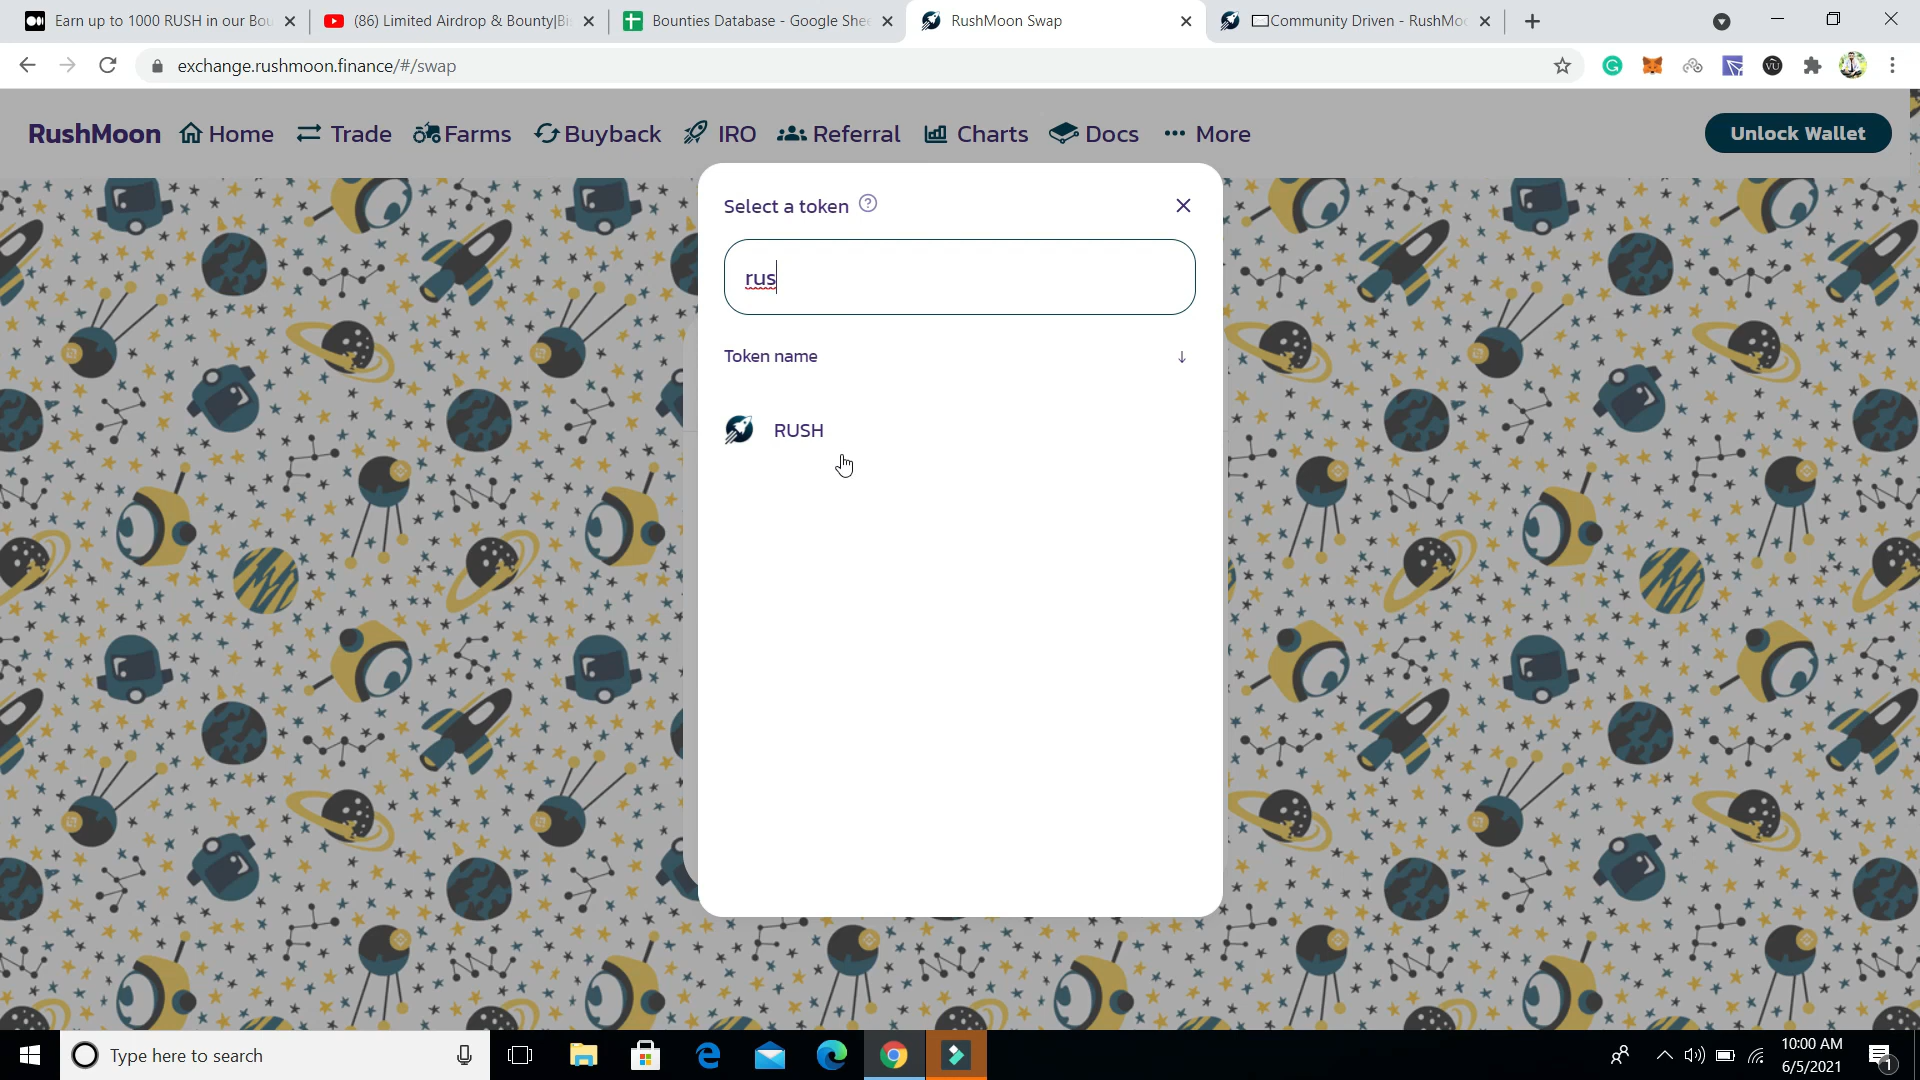 Earn up to 1000 RUSH in our Bou
(86) Limited Airdrop & Bounty|Bi
Bounties Database - Google She
RushMoon Swap
Community Driven - RushMo
exchange.rushmoon.finance/#/swap
RushMoon Home Trade Farms Buyback IRO Referral Charts Docs More Unlock Wallet
Select a token
rus
Token name
RUSH
Type here to search
10:00 AM
6/5/2021
1